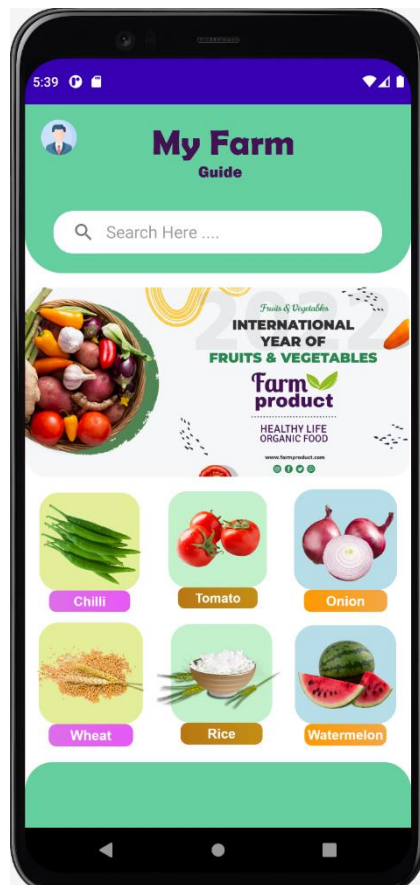 5:39
My Farm
Guide
Search Here ....
2022
Fruits & Vegetables
INTERNATIONAL
YEAR OF
FRUITS & VEGETABLES
Farm
product
HEALTHY LIFE
ORGANIC FOOD
www.farmproduct.com
Chilli
Tomato
Onion
Wheat
Rice
Watermelon